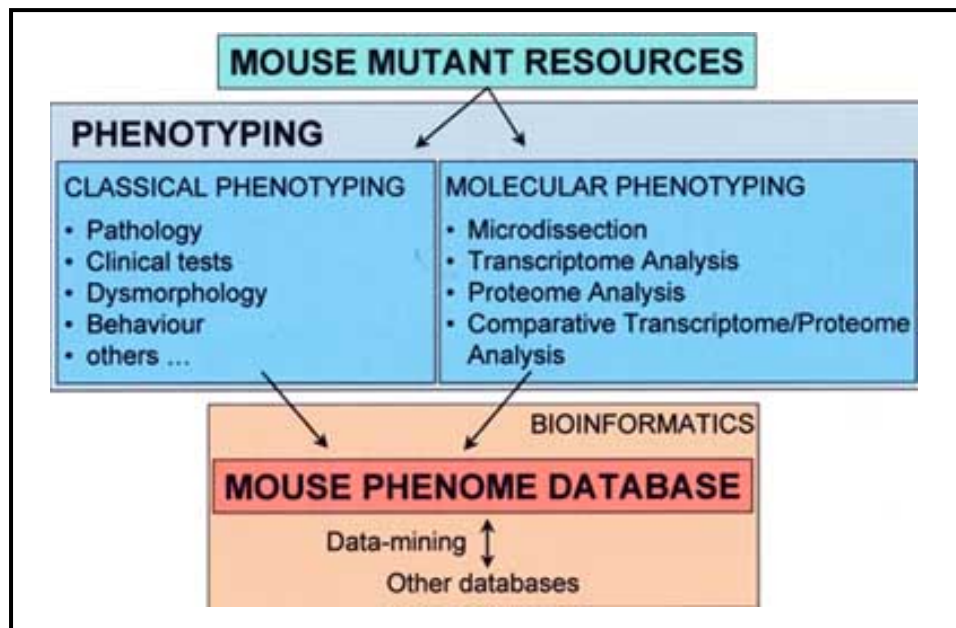 MOUSE MUTANT RESOURCES
PHENOTYPING
CLASSICAL PHENOTYPING
• Pathology
• Clinical tests
• Dysmorphology
• Behaviour
• others ...
MOLECULAR PHENOTYPING
• Microdissection
• Transcriptome Analysis
• Proteome Analysis
• Comparative Transcriptome/Proteome
Analysis
BIOINFORMATICS
MOUSE PHENOME DATABASE
Data-mining
Other databases